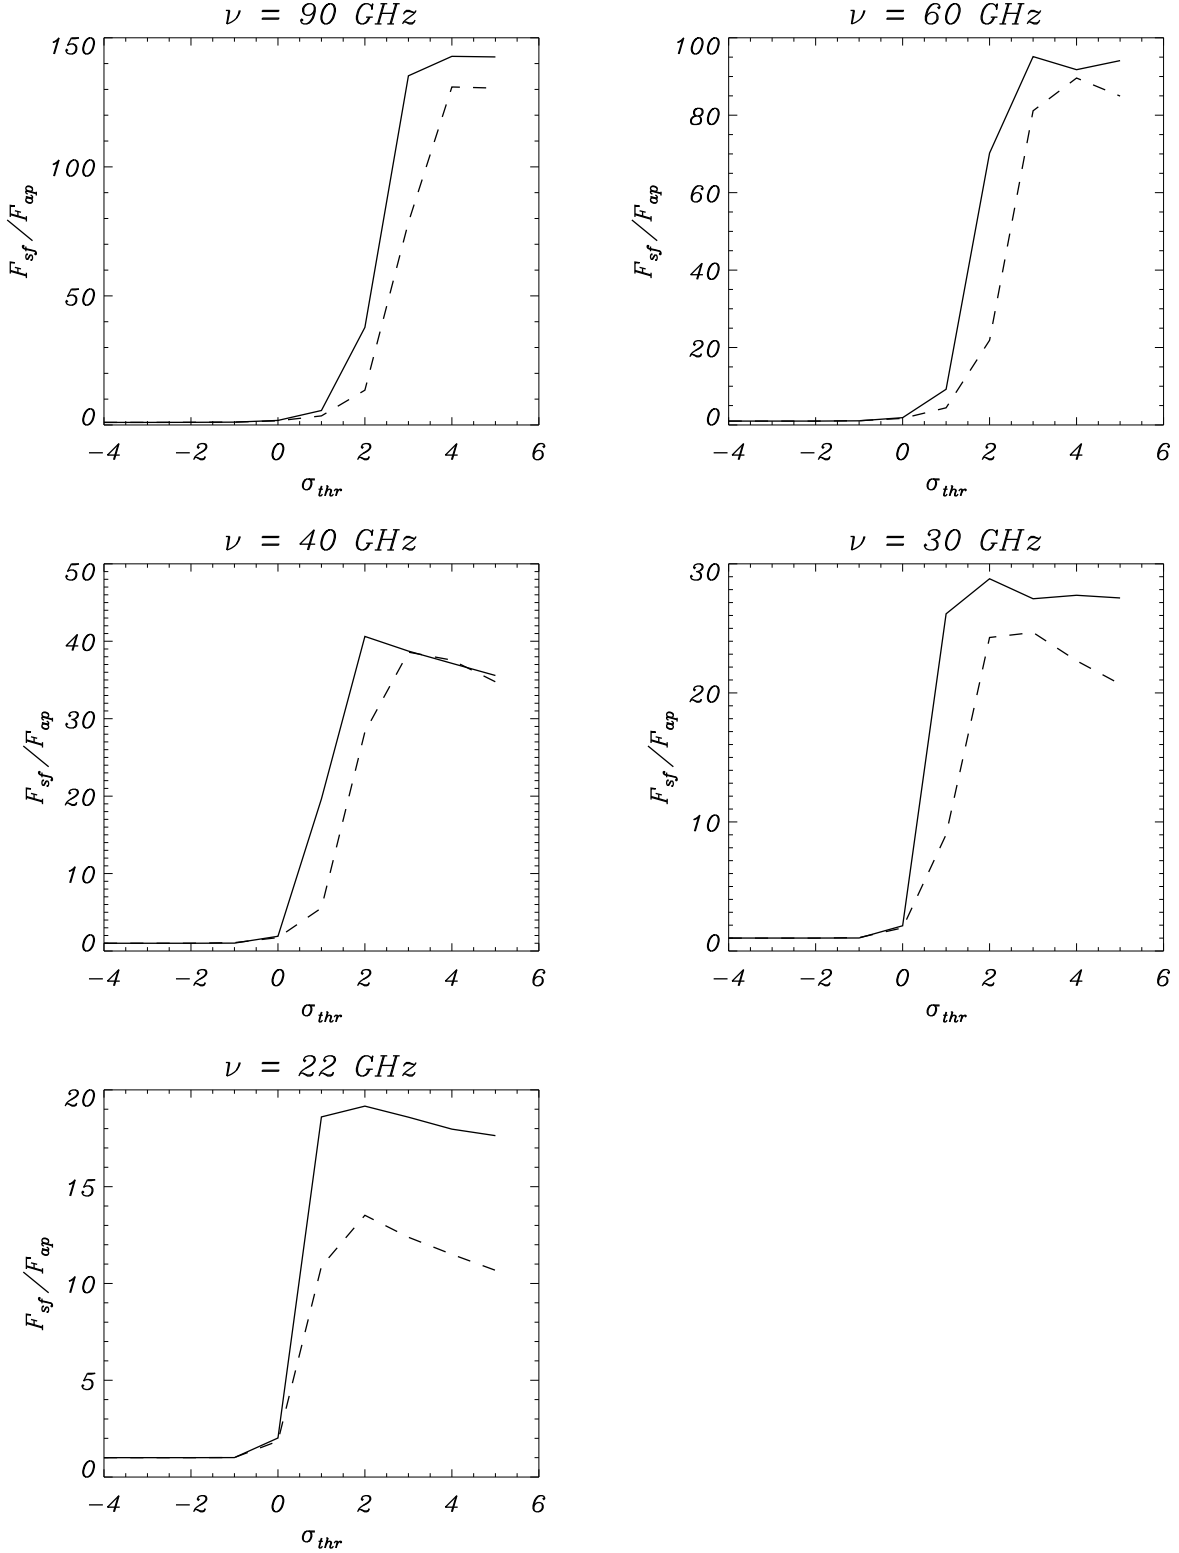 ν = 90 GHz
150
100
50
0
F_sf/F_ap
−4 −2 0 2 4 6
σ_thr
ν = 60 GHz
100
80
60
40
20
0
F_sf/F_ap
−4 −2 0 2 4 6
σ_thr
ν = 40 GHz
50
40
30
20
10
0
F_sf/F_ap
−4 −2 0 2 4 6
σ_thr
ν = 30 GHz
30
20
10
0
F_sf/F_ap
−4 −2 0 2 4 6
σ_thr
ν = 22 GHz
20
15
10
5
0
F_sf/F_ap
−4 −2 0 2 4 6
σ_thr